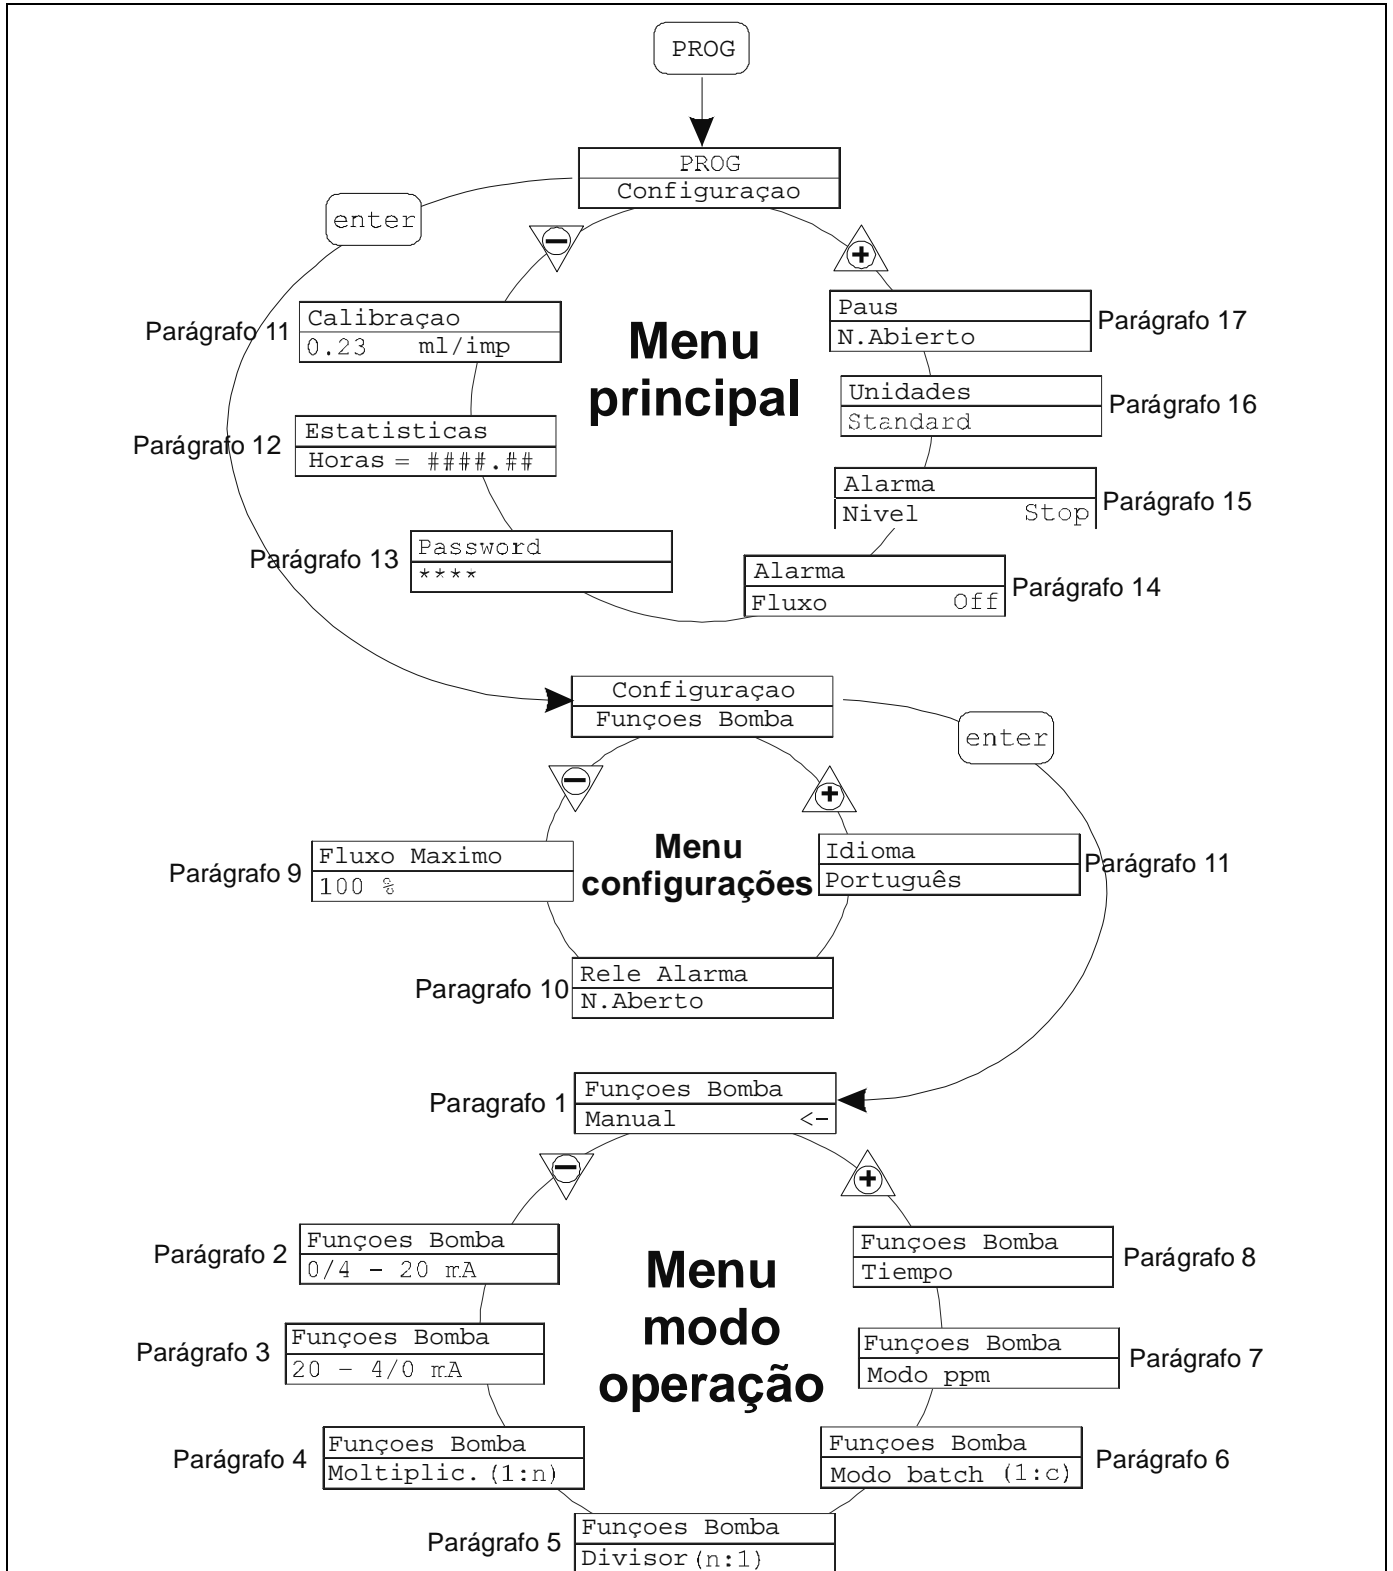 PROG
PROG
Configuraçao
enter
Parágrafo 11
Calibraçao
0.23 ml/imp
Menu
principal
Paus
N.Abierto
Parágrafo 17
Unidades
Standard
Parágrafo 16
Parágrafo 12
Estatisticas
Horas = ####.##
Alarma
Nivel Stop
Parágrafo 15
Parágrafo 13
Password
****
Alarma
Fluxo Off
Parágrafo 14
Configuraçao
Funçoes Bomba
enter
Parágrafo 9
Fluxo Maximo
100 %
Menu
configurações
Idioma
Português
Parágrafo 11
Paragrafo 10
Rele Alarma
N.Aberto
Paragrafo 1
Funçoes Bomba
Manual <-
Parágrafo 2
Funçoes Bomba
0/4 - 20 mA
Menu
modo
operação
Funçoes Bomba
Tiempo
Parágrafo 8
Parágrafo 3
Funçoes Bomba
20 - 4/0 mA
Funçoes Bomba
Modo ppm
Parágrafo 7
Parágrafo 4
Funçoes Bomba
Moltiplic. (1:n)
Funçoes Bomba
Modo batch (1:c)
Parágrafo 6
Parágrafo 5
Funçoes Bomba
Divisor (n:1)